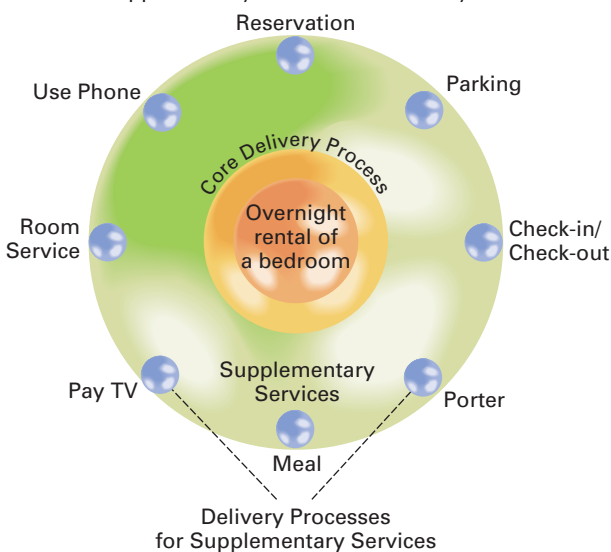 Reservation
Use Phone
Parking
Core Delivery Process
Overnight
rental of
a bedroom
Room
Service
Check-in/
Check-out
Supplementary
Services
Pay TV
Porter
Meal
Delivery Processes
for Supplementary Services